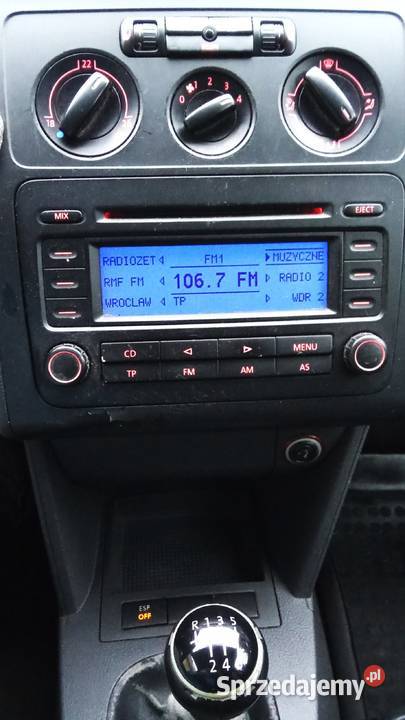 22
18
0 1 2 3 4
MIX
EJECT
RADIOZET FM1 MUZYCZNE
RMF FM 106.7 FM RADIO 2
WROCLAW TP WDR 2
CD MENU
TP FM AM AS
ESP
OFF
R 1 3 5
2 4
Sprzedajemy.pl